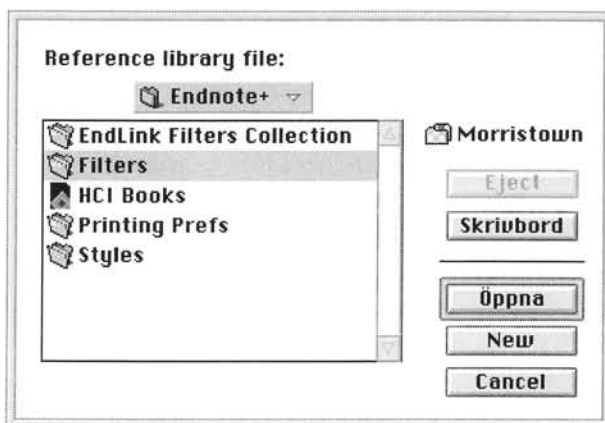 Reference library file:
Endnote+
EndLink Filters Collection
Filters
HCI Books
Printing Prefs
Styles
Morristown
Eject
Skrivbord
Öppna
New
Cancel